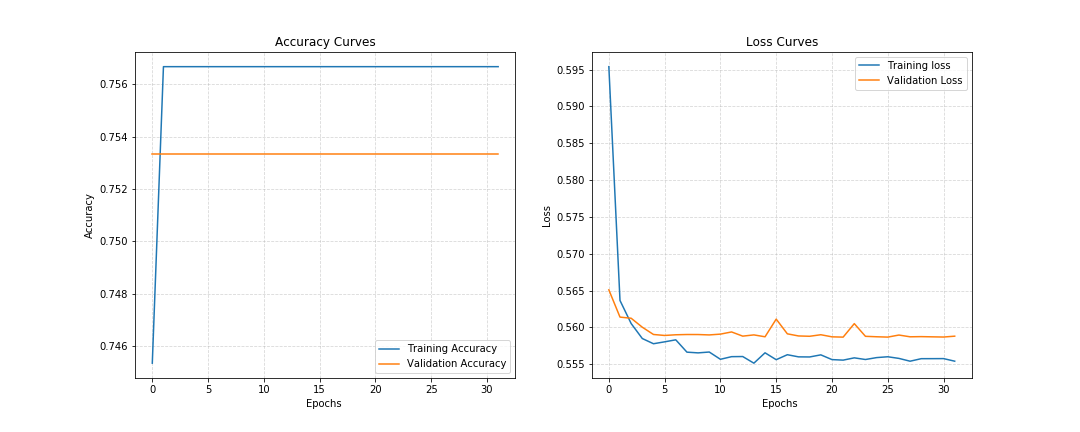 Accuracy Curves
0.756
0.754
0.752
0.750
0.748
0.746
Accuracy
0
5
10
15
20
25
30
Epochs
Training Accuracy
Validation Accuracy
Loss Curves
0.595
0.590
0.585
0.580
0.575
0.570
0.565
0.560
0.555
Loss
0
5
10
15
20
25
30
Epochs
Training loss
Validation Loss